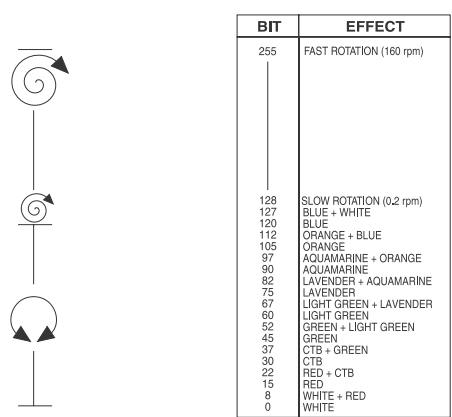 BIT EFFECT
255 FAST ROTATION (160 rpm)
128 SLOW ROTATION (0.2 rpm)
127 BLUE + WHITE
120 BLUE
112 ORANGE + BLUE
105 ORANGE
97 AQUAMARINE + ORANGE
90 AQUAMARINE
82 LAVENDER + AQUAMARINE
75 LAVENDER
67 LIGHT GREEN + LAVENDER
60 LIGHT GREEN
52 GREEN + LIGHT GREEN
45 GREEN
37 CTB + GREEN
30 CTB
22 RED + CTB
15 RED
8 WHITE + RED
0 WHITE